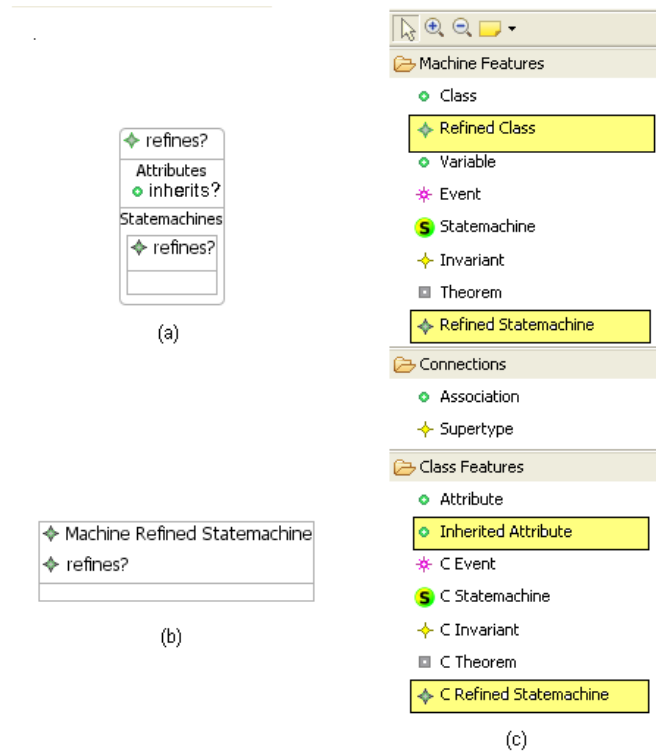 refines?
Attributes
inherits?
Statemachines
refines?
(a)
Machine Refined Statemachine
refines?
(b)
Machine Features
Class
Refined Class
Variable
Event
S Statemachine
Invariant
Theorem
Refined Statemachine
Connections
Association
Supertype
Class Features
Attribute
Inherited Attribute
C Event
S C Statemachine
C Invariant
C Theorem
C Refined Statemachine
(c)